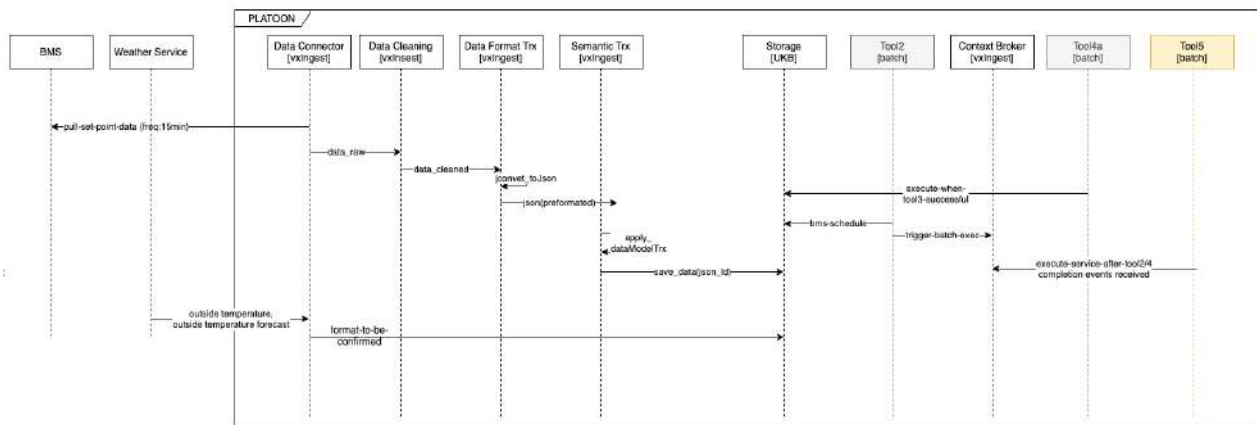 PLATOON
BMS
Weather Service
Data Connector
[vxIngest]
Data Cleaning
[vxInsest]
Data Format Trx
[vxIngest]
Semantic Trx
[vxIngest]
Storage
[UKB]
Tool2
[batch]
Context Broker
[vxIngest]
Tool4a
[batch]
Tool5
[batch]
pull-set-point-data (freq:15min)
data_raw
data_cleaned
jconvet_toJson
json(preformated)
execute-when-
tool3-successful
bms-schedule
trigger-batch-exec
apply_
dataModelTrx
save_data(json_ld)
execute-service-after-tool2/4
completion events received
outside temperature,
outside temperature forecast
format-to-be-
confirmed